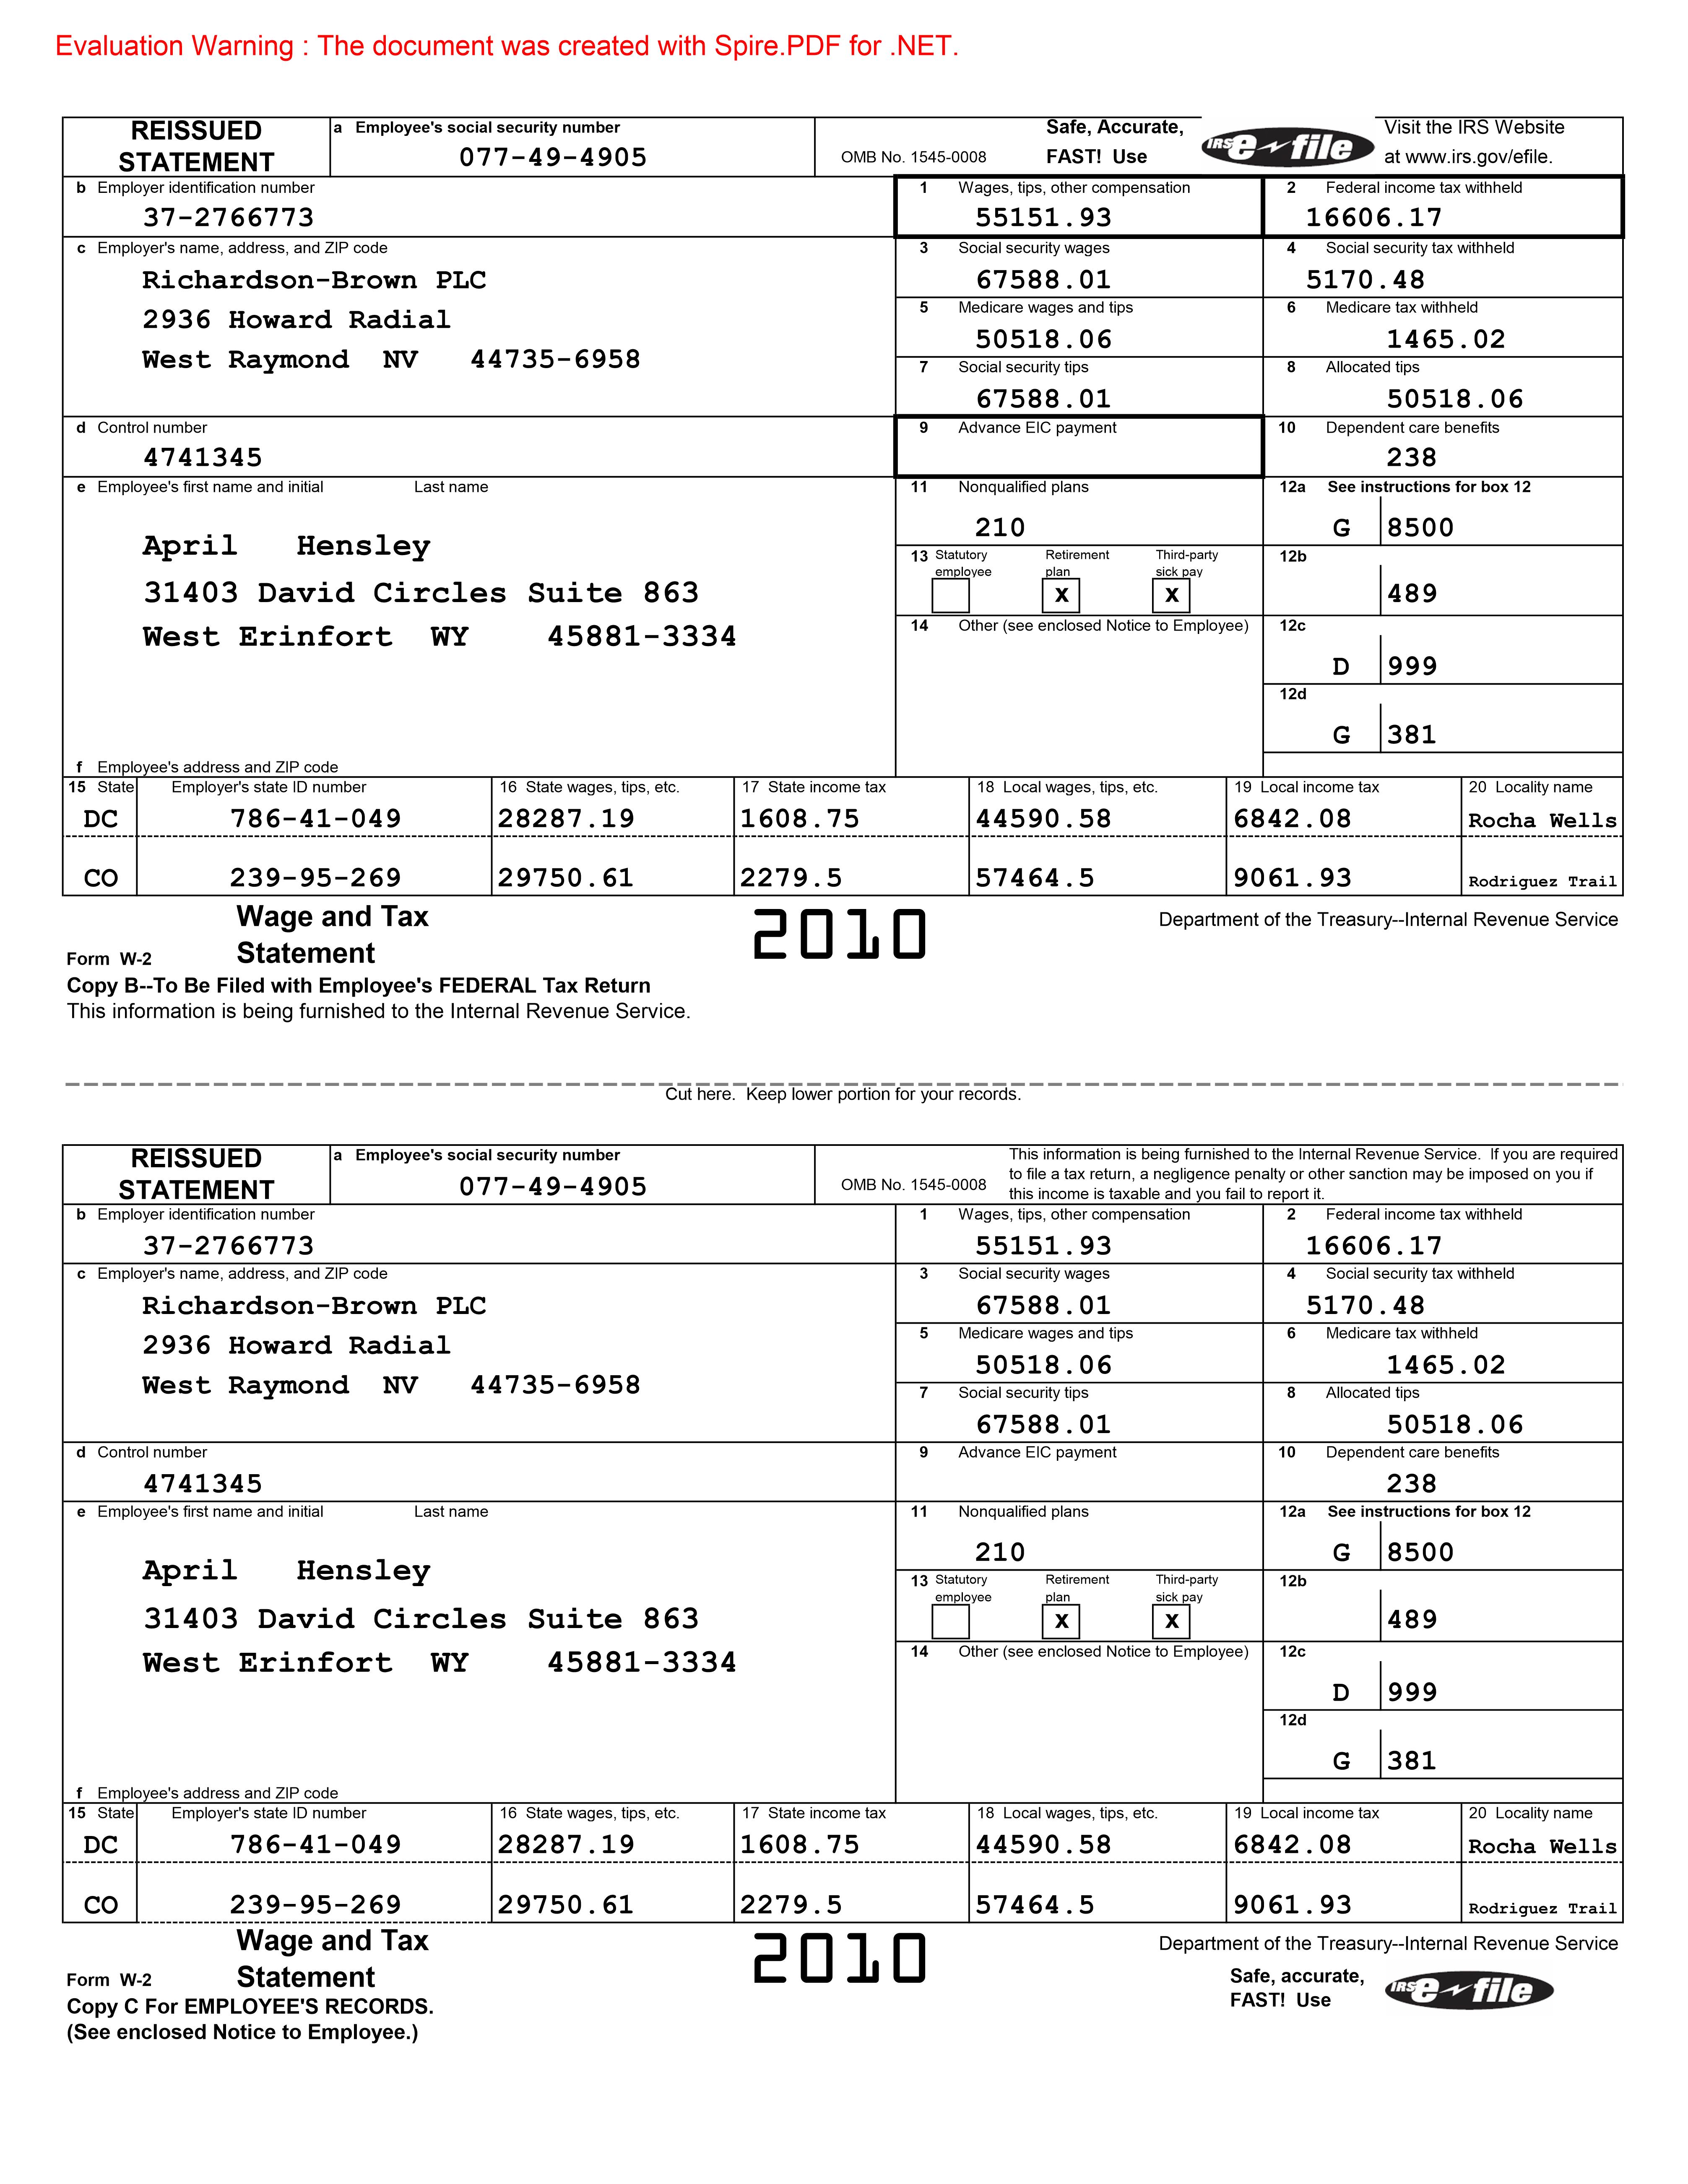 Evaluation Warning : The document was created with Spire.PDF for .NET.
REISSUED STATEMENT
a Employee's social security number
077-49-4905
OMB No. 1545-0008
Safe, Accurate,
FAST! Use
IRS e file
Visit the IRS Website
at www.irs.gov/efile.
b Employer identification number
37-2766773
1 Wages, tips, other compensation
55151.93
2 Federal income tax withheld
16606.17
c Employer's name, address, and ZIP code
Richardson-Brown PLC
2936 Howard Radial
West Raymond NV 44735-6958
3 Social security wages
67588.01
4 Social security tax withheld
5170.48
5 Medicare wages and tips
50518.06
6 Medicare tax withheld
1465.02
7 Social security tips
67588.01
8 Allocated tips
50518.06
d Control number
4741345
9 Advance EIC payment
10 Dependent care benefits
238
e Employee's first name and initial Last name
April Hensley
31403 David Circles Suite 863
West Erinfort WY 45881-3334
f Employee's address and ZIP code
11 Nonqualified plans
210
12a See instructions for box 12
G 8500
13 Statutory employee Retirement plan Third-party sick pay
X X
12b
489
14 Other (see enclosed Notice to Employee)
12c
D 999
12d
G 381
15 State Employer's state ID number 16 State wages, tips, etc. 17 State income tax 18 Local wages, tips, etc. 19 Local income tax 20 Locality name
DC 786-41-049 28287.19 1608.75 44590.58 6842.08 Rocha Wells
CO 239-95-269 29750.61 2279.5 57464.5 9061.93 Rodriguez Trail
Wage and Tax
Form W-2 Statement
2010
Department of the Treasury--Internal Revenue Service
Copy B--To Be Filed with Employee's FEDERAL Tax Return
This information is being furnished to the Internal Revenue Service.
Cut here. Keep lower portion for your records.
REISSUED STATEMENT
a Employee's social security number
077-49-4905
OMB No. 1545-0008
This information is being furnished to the Internal Revenue Service. If you are required
to file a tax return, a negligence penalty or other sanction may be imposed on you if
this income is taxable and you fail to report it.
b Employer identification number
37-2766773
1 Wages, tips, other compensation
55151.93
2 Federal income tax withheld
16606.17
c Employer's name, address, and ZIP code
Richardson-Brown PLC
2936 Howard Radial
West Raymond NV 44735-6958
3 Social security wages
67588.01
4 Social security tax withheld
5170.48
5 Medicare wages and tips
50518.06
6 Medicare tax withheld
1465.02
7 Social security tips
67588.01
8 Allocated tips
50518.06
d Control number
4741345
9 Advance EIC payment
10 Dependent care benefits
238
e Employee's first name and initial Last name
April Hensley
31403 David Circles Suite 863
West Erinfort WY 45881-3334
f Employee's address and ZIP code
11 Nonqualified plans
210
12a See instructions for box 12
G 8500
13 Statutory employee Retirement plan Third-party sick pay
X X
12b
489
14 Other (see enclosed Notice to Employee)
12c
D 999
12d
G 381
15 State Employer's state ID number 16 State wages, tips, etc. 17 State income tax 18 Local wages, tips, etc. 19 Local income tax 20 Locality name
DC 786-41-049 28287.19 1608.75 44590.58 6842.08 Rocha Wells
CO 239-95-269 29750.61 2279.5 57464.5 9061.93 Rodriguez Trail
Wage and Tax
Form W-2 Statement
2010
Department of the Treasury--Internal Revenue Service
Safe, accurate,
FAST! Use
IRS e file
Copy C For EMPLOYEE'S RECORDS.
(See enclosed Notice to Employee.)